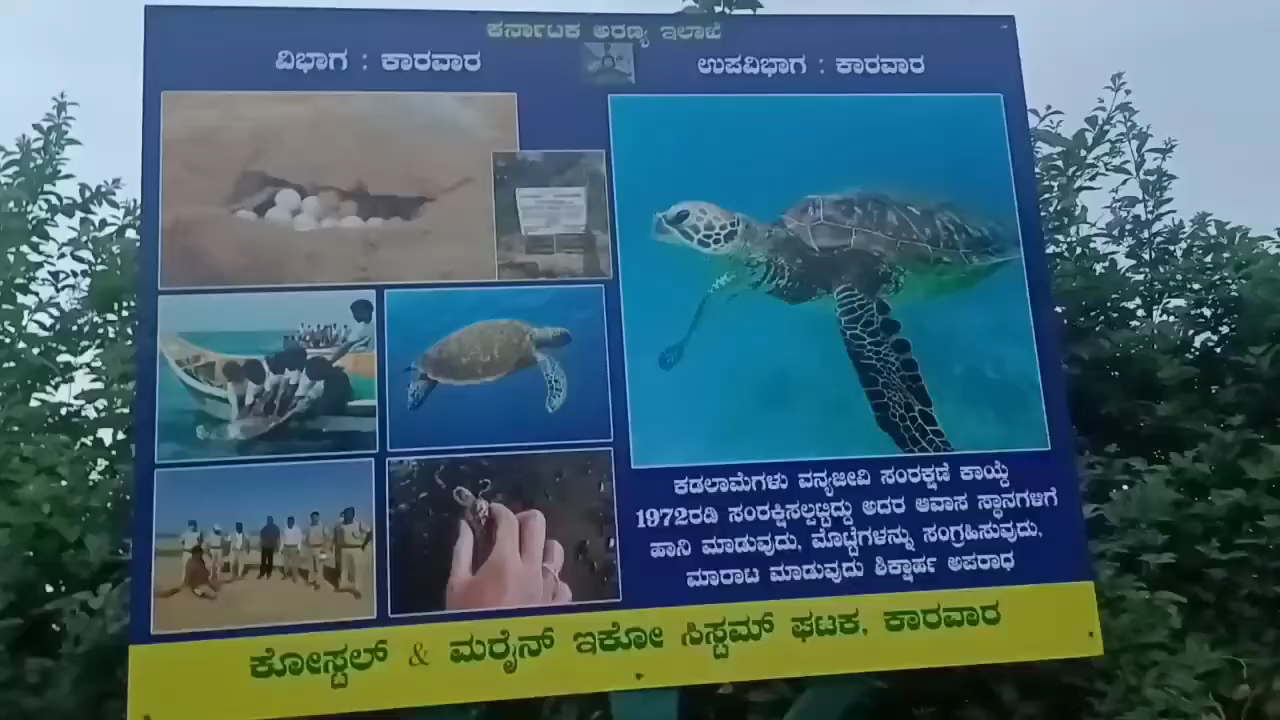 ಕರ್ನಾಟಕ ಅರಣ್ಯ ಇಲಾಖೆ
ವಿಭಾಗ : ಕಾರವಾರ
ಉಪವಿಭಾಗ : ಕಾರವಾರ
ಕಡಲಾಮೆಗಳು ವನ್ಯಜೀವಿ ಸಂರಕ್ಷಣೆ ಕಾಯ್ದೆ
1972ರಡಿ ಸಂರಕ್ಷಿಸಲ್ಪಟ್ಟಿದ್ದು ಅದರ ಆವಾಸ ಸ್ಥಾನಗಳಿಗೆ
ಹಾನಿ ಮಾಡುವುದು, ಮೊಟ್ಟೆಗಳನ್ನು ಸಂಗ್ರಹಿಸುವುದು,
ಮಾರಾಟ ಮಾಡುವುದು ಶಿಕ್ಷಾರ್ಹ ಅಪರಾಧ
ಕೋಸ್ಟಲ್ & ಮರೈನ್ ಇಕೋ ಸಿಸ್ಟಮ್ ಘಟಕ, ಕಾರವಾರ